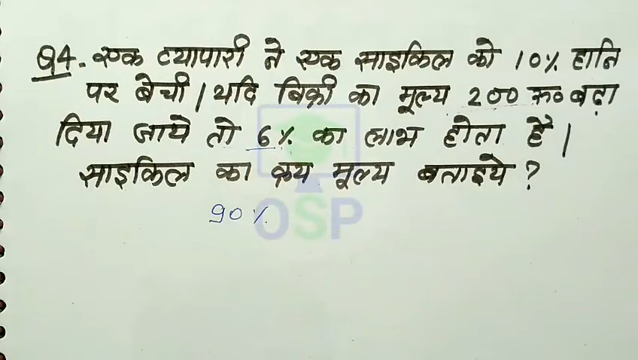 Q4. एक व्यापारी ने एक साइकिल को 10% हानि
पर बेची। यदि विक्री का मूल्य 200 रू० बढ़ा
दिया जाये तो 6% का लाभ होता है।
साइकिल का क्रय मूल्य बताइये ?
90%
OSP